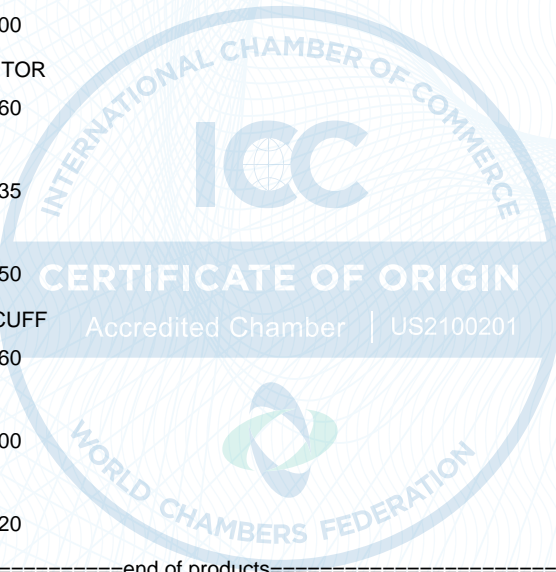 00
INTERNATIONAL CHAMBER OF COMMERCE
TOR
60
ICC
35
50
CERTIFICATE OF ORIGIN
CUFF
Accredited Chamber | US2100201
60
00
WORLD CHAMBERS FEDERATION
20
end of products